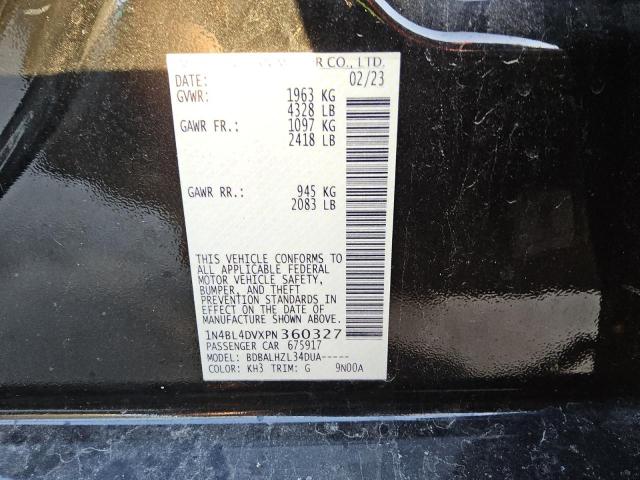 R CO., LTD.
DATE: 02/23
GVWR: 1963 KG
4328 LB
GAWR FR.: 1097 KG
2418 LB
GAWR RR.: 945 KG
2083 LB
THIS VEHICLE CONFORMS TO
ALL APPLICABLE FEDERAL
MOTOR VEHICLE SAFETY,
BUMPER, AND THEFT
PREVENTION STANDARDS IN
EFFECT ON THE DATE OF
MANUFACTURE SHOWN ABOVE.
1N4BL4DVXPN360327
PASSENGER CAR 675917
MODEL: BDBALHZL34DUA-----
COLOR: KH3 TRIM: G 9N00A